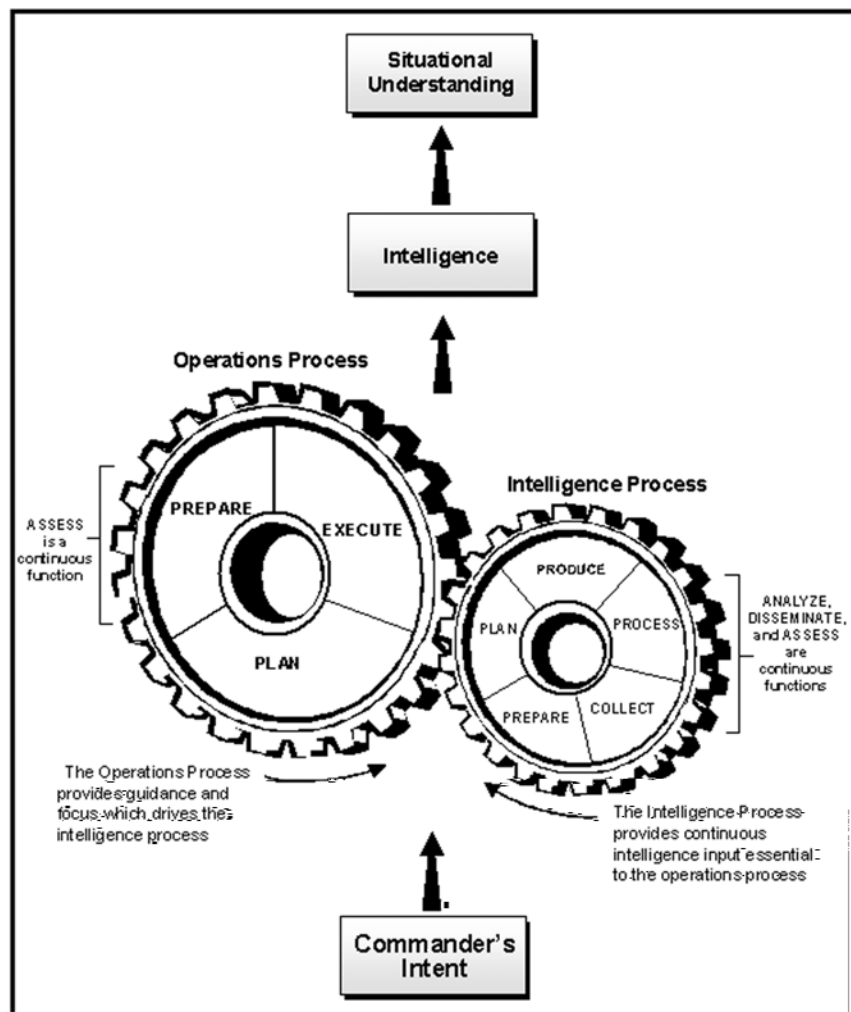 Situational
Understanding
Intelligence
Operations Process
PREPARE
EXECUTE
PLAN
ASSESS
is a
continuous
function
Intelligence Process
PRODUCE
PLAN
PROCESS
PREPARE
COLLECT
ANALYZE,
DISSEMINATE,
and ASSESS
are
continuous
functions
The Operations Process
provides guidance and
focus which drives the
intelligence process
The Intelligence Process
provides continuous
intelligence input essential
to the operations process
Commander's
Intent